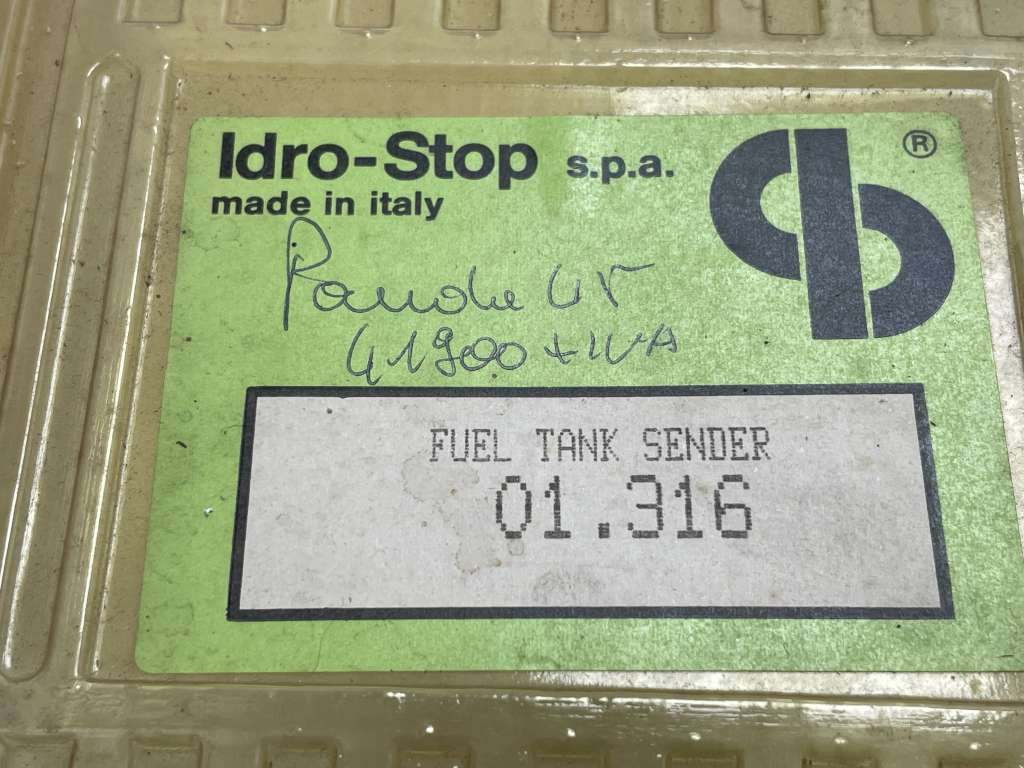 Idro-Stop s.p.a. ®
made in italy
Panda 45
41900 + IVA
FUEL TANK SENDER
01.316